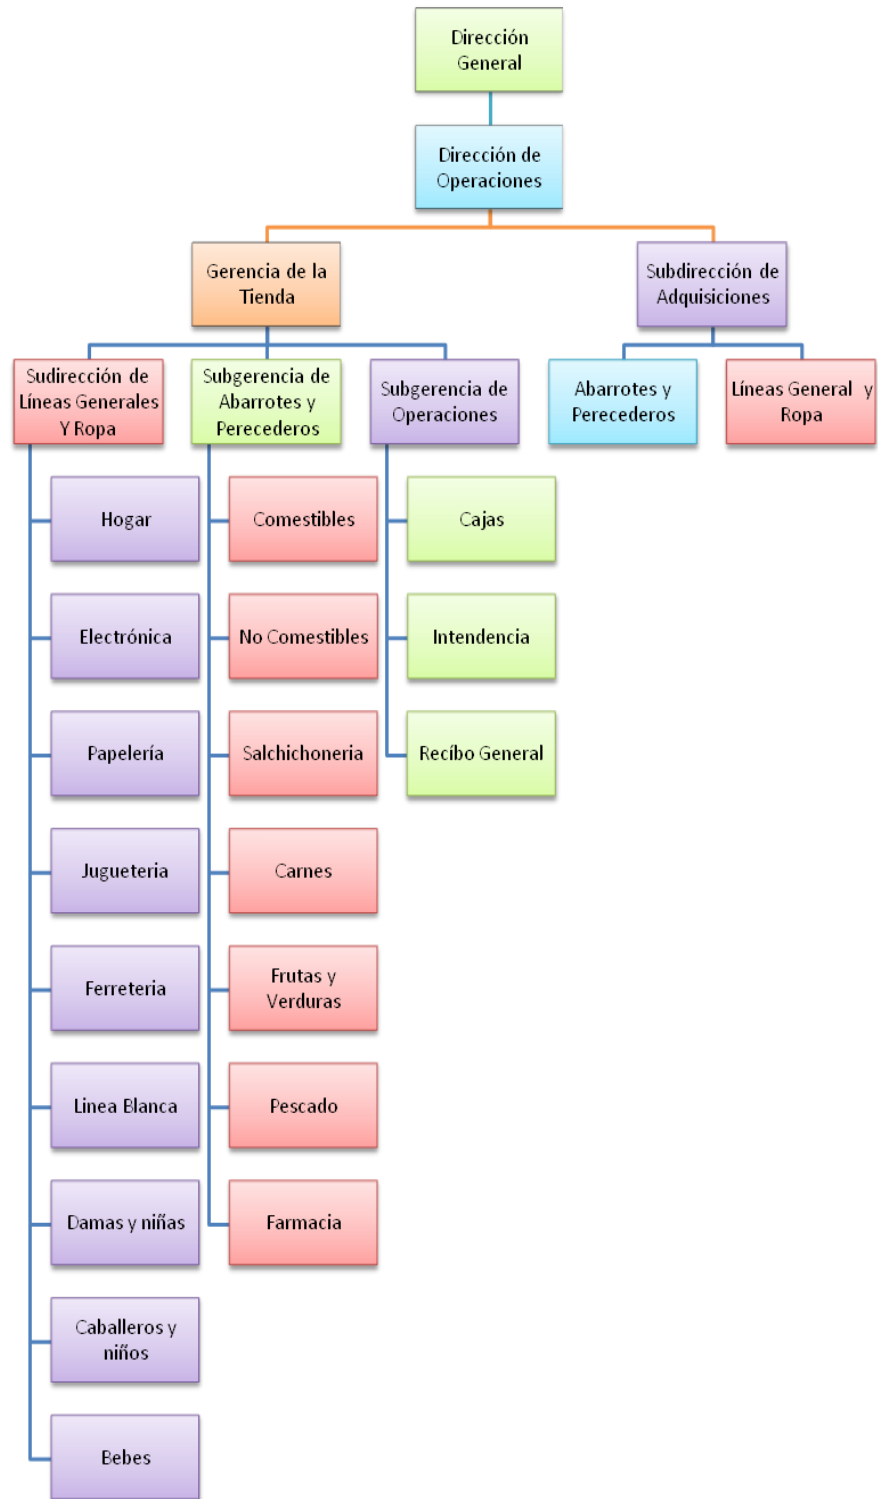 Dirección
General
Dirección de
Operaciones
Gerencia de la
Tienda
Subdirección de
Adquisiciones
Sudirección de
Líneas Generales
Y Ropa
Subgerencia de
Abarrotes y
Perecederos
Subgerencia de
Operaciones
Abarrotes y
Perecederos
Líneas General y
Ropa
Hogar
Electrónica
Papelería
Jugueteria
Ferreteria
Linea Blanca
Damas y niñas
Caballeros y
niños
Bebes
Comestibles
No Comestibles
Salchichoneria
Carnes
Frutas y
Verduras
Pescado
Farmacia
Cajas
Intendencia
Recíbo General